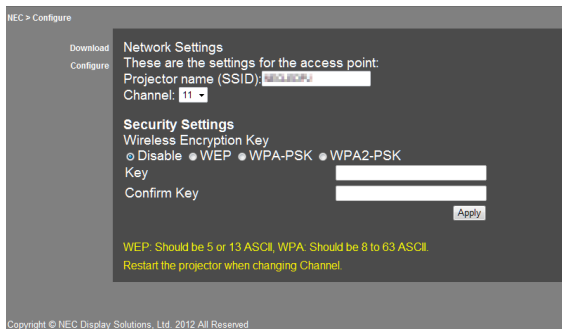 NEC > Configure
Download
Configure
Network Settings
These are the settings for the access point:
Projector name (SSID):
Channel: 11
Security Settings
Wireless Encryption Key
Disable WEP WPA-PSK WPA2-PSK
Key
Confirm Key
Apply
WEP: Should be 5 or 13 ASCII, WPA: Should be 8 to 63 ASCII.
Restart the projector when changing Channel.
Copyright © NEC Display Solutions, Ltd. 2012 All Reserved